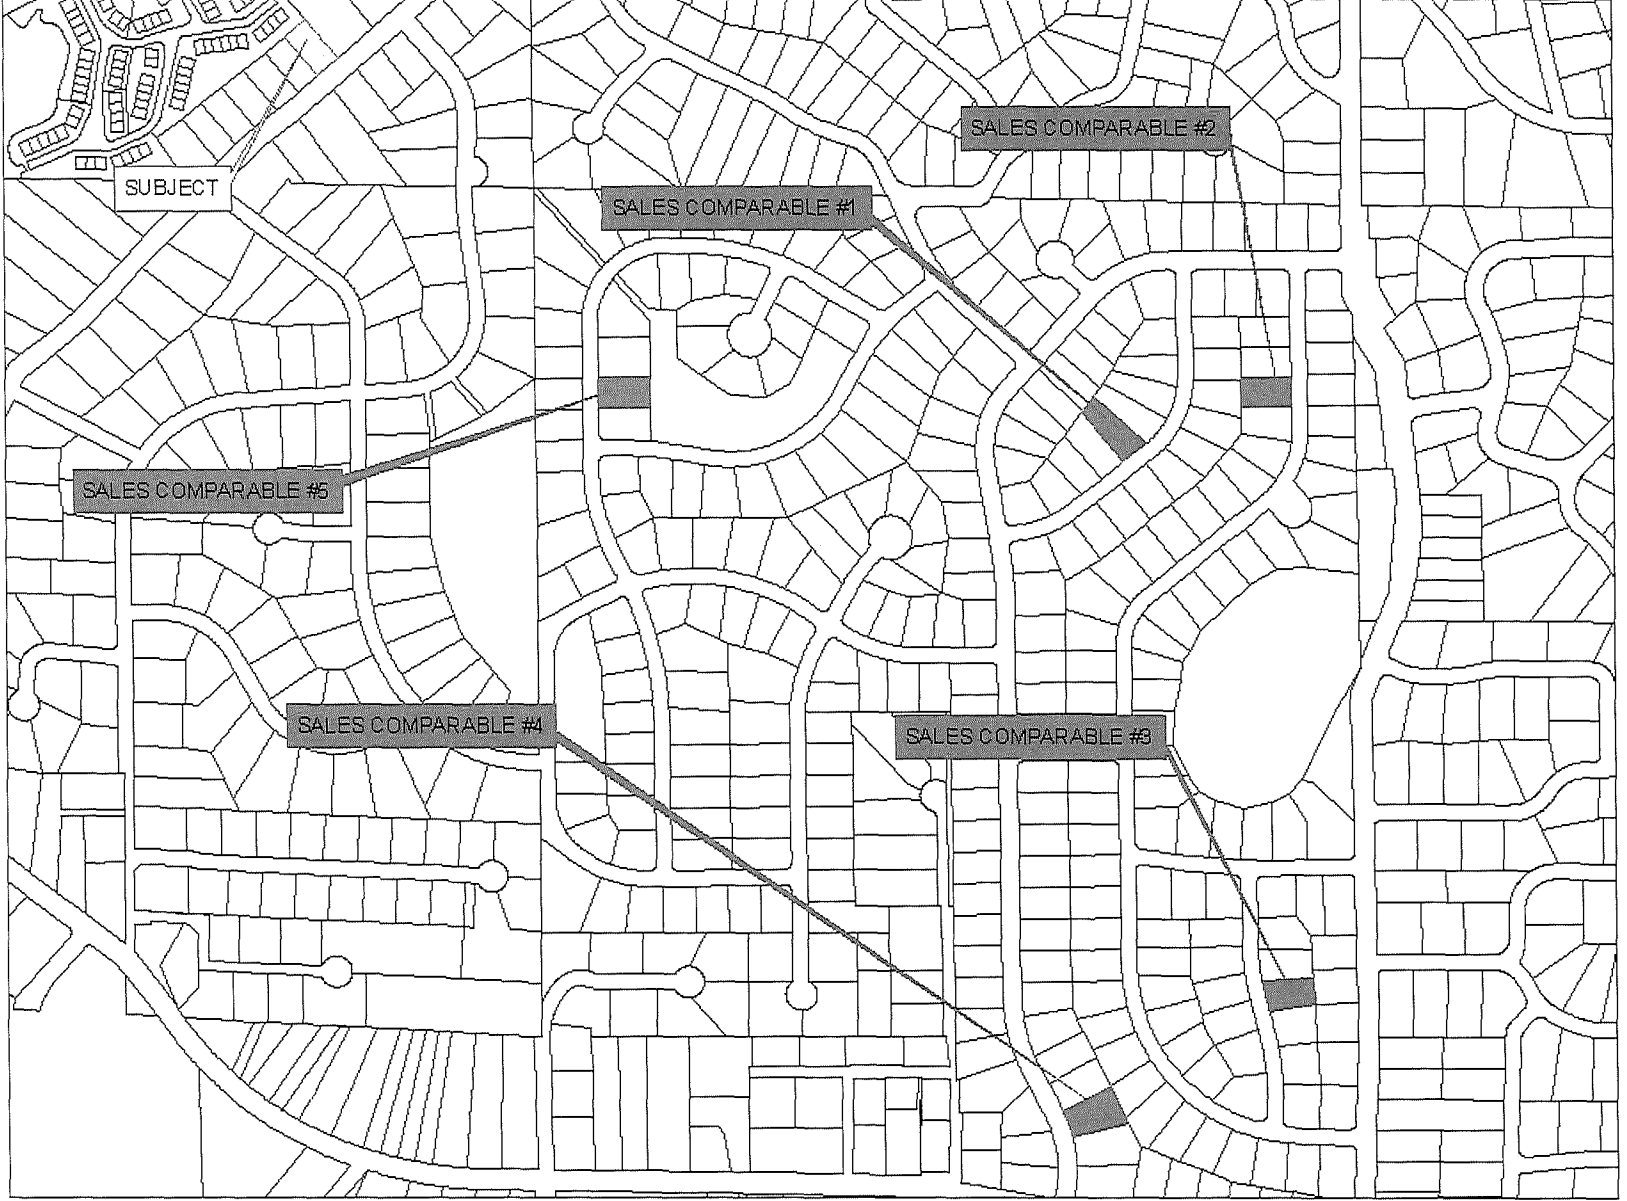 SALES COMPARABLE #2
SUBJECT
SALES COMPARABLE #1
SALES COMPARABLE #5
SALES COMPARABLE #4
SALES COMPARABLE #3